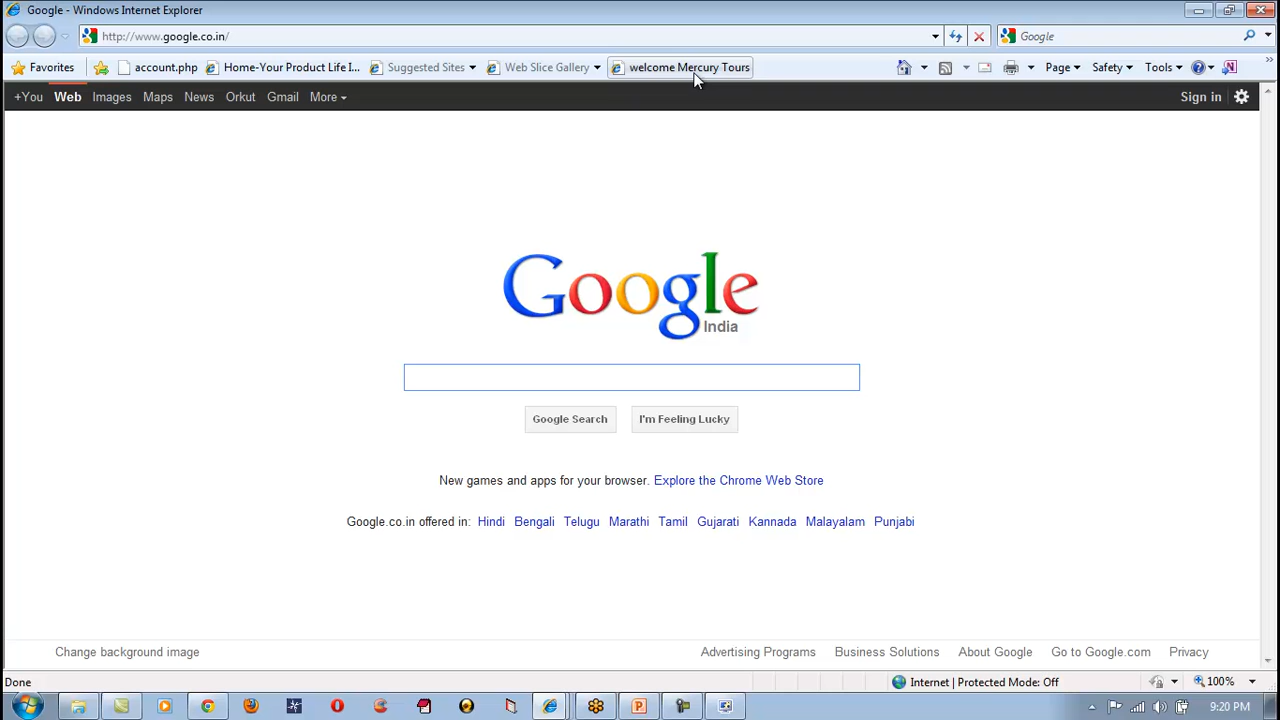 Google - Windows Internet Explorer
http://www.google.co.in/
Google
Favorites
account.php
Home-Your Product Life I...
Suggested Sites
Web Slice Gallery
welcome Mercury Tours
Page
Safety
Tools
+You Web Images Maps News Orkut Gmail More
Sign in
Google
India
Google Search
I'm Feeling Lucky
New games and apps for your browser. Explore the Chrome Web Store
Google.co.in offered in: Hindi Bengali Telugu Marathi Tamil Gujarati Kannada Malayalam Punjabi
Change background image
Advertising Programs Business Solutions About Google Go to Google.com Privacy
Done
Internet | Protected Mode: Off
100%
9:20 PM